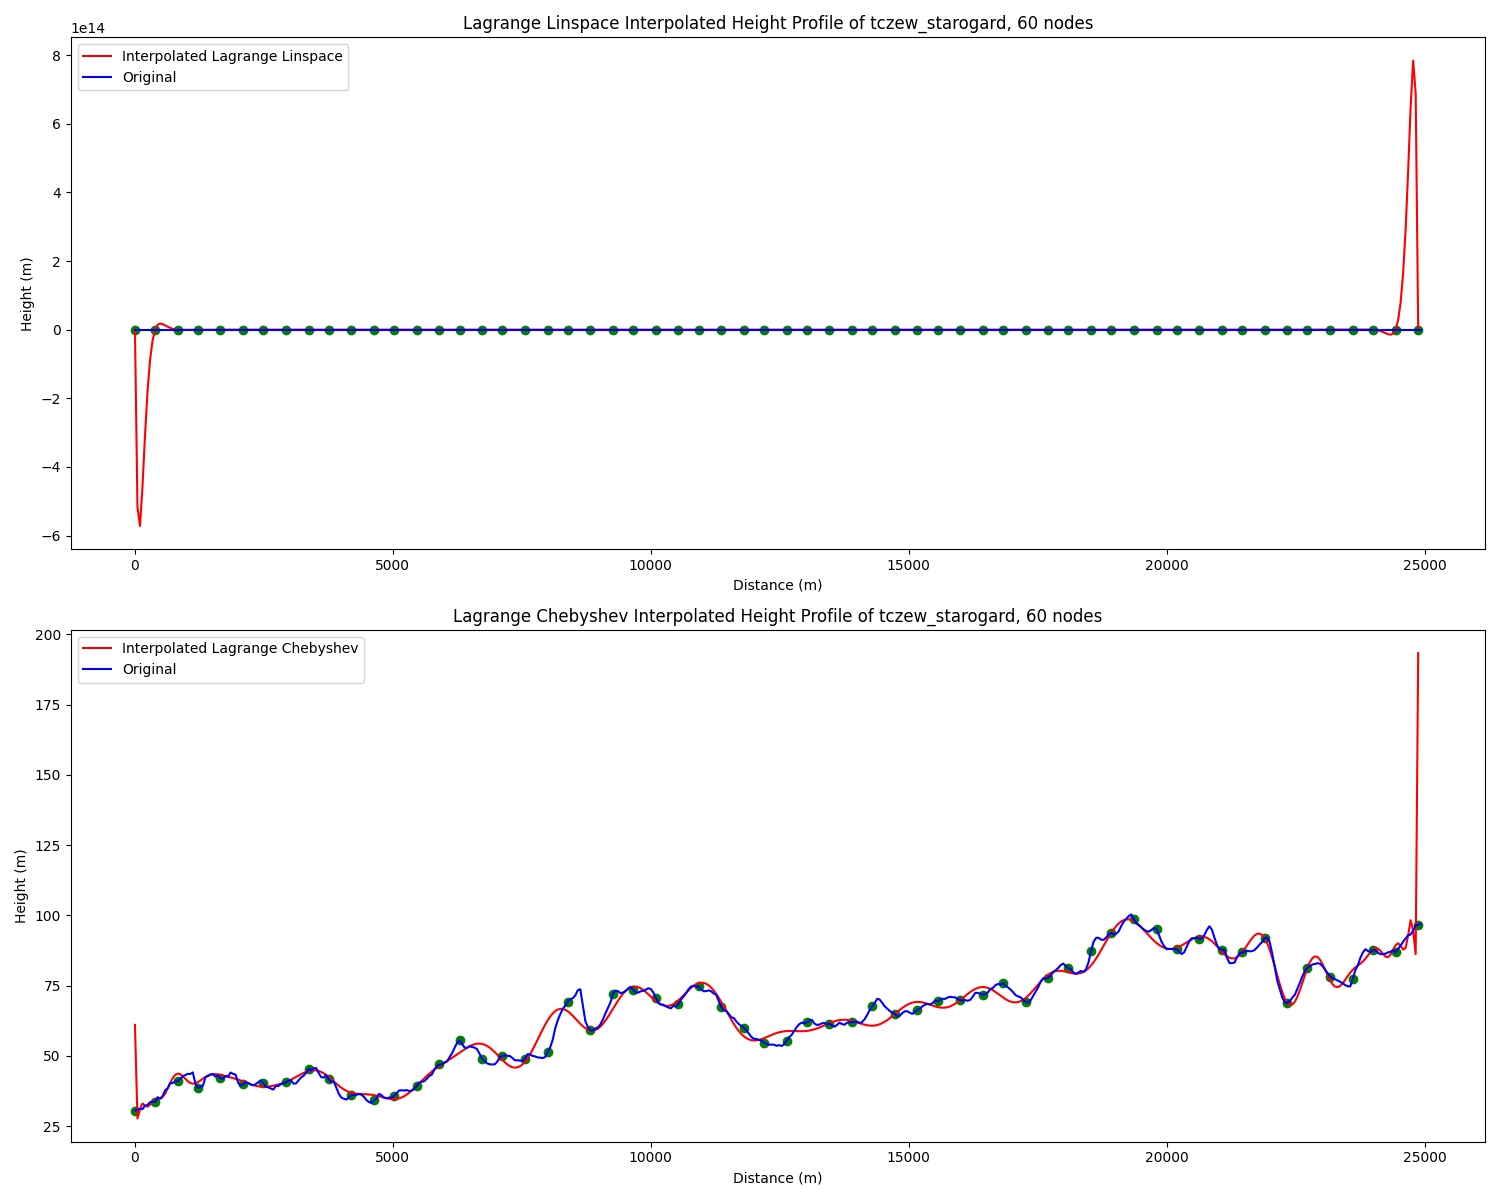 Lagrange Linspace Interpolated Height Profile of tczew_starogard, 60 nodes
1e14
Interpolated Lagrange Linspace
Original
8
6
4
2
0
−2
−4
−6
Height (m)
0 5000 10000 15000 20000 25000
Distance (m)
Lagrange Chebyshev Interpolated Height Profile of tczew_starogard, 60 nodes
Interpolated Lagrange Chebyshev
Original
200
175
150
125
100
75
50
25
Height (m)
0 5000 10000 15000 20000 25000
Distance (m)